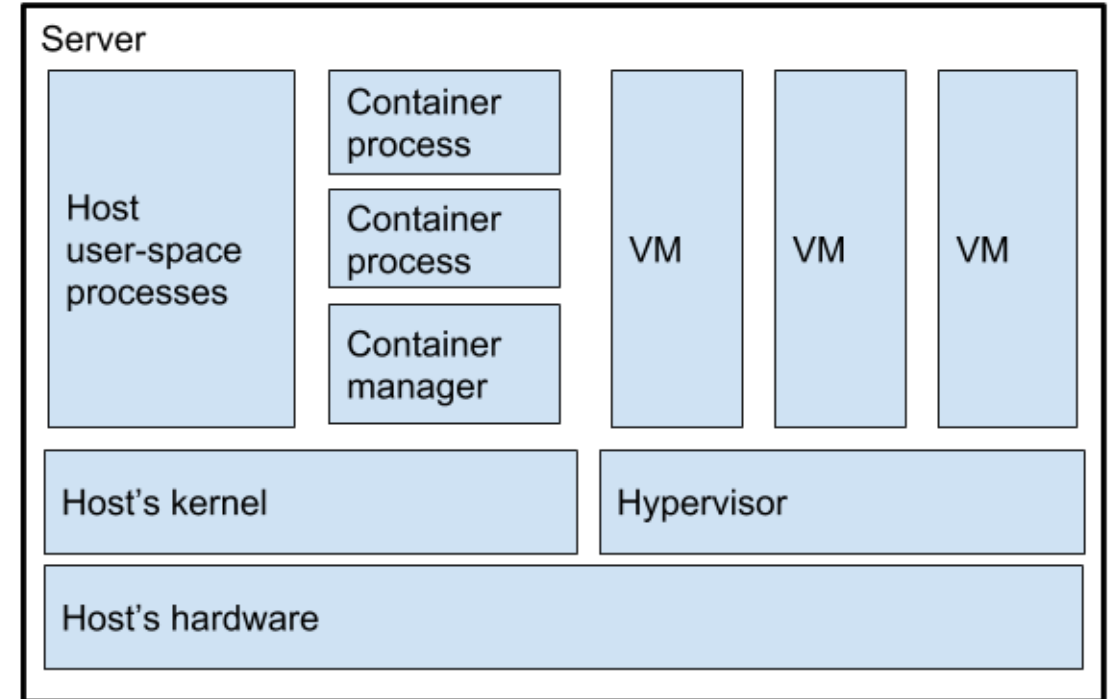 Server
Host
user-space
processes
Container
process
Container
process
Container
manager
VM
VM
VM
Host’s kernel
Hypervisor
Host’s hardware